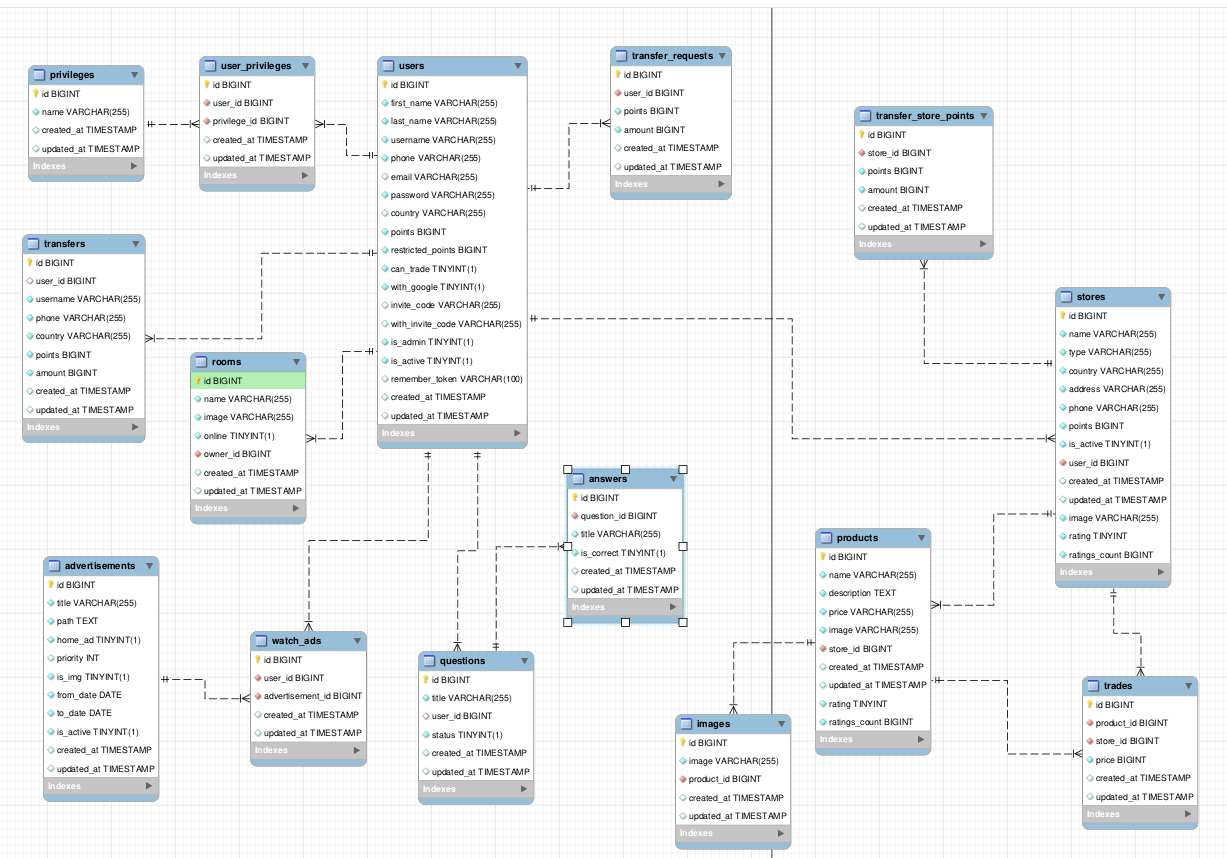 privileges
id BIGINT
name VARCHAR(255)
created_at TIMESTAMP
updated_at TIMESTAMP
Indexes
user_privileges
id BIGINT
user_id BIGINT
privilege_id BIGINT
created_at TIMESTAMP
updated_at TIMESTAMP
Indexes
users
id BIGINT
first_name VARCHAR(255)
last_name VARCHAR(255)
username VARCHAR(255)
phone VARCHAR(255)
email VARCHAR(255)
password VARCHAR(255)
country VARCHAR(255)
points BIGINT
restricted_points BIGINT
can_trade TINYINT(1)
with_google TINYINT(1)
invite_code VARCHAR(255)
with_invite_code VARCHAR(255)
is_admin TINYINT(1)
is_active TINYINT(1)
remember_token VARCHAR(100)
created_at TIMESTAMP
updated_at TIMESTAMP
Indexes
transfer_requests
id BIGINT
user_id BIGINT
points BIGINT
amount BIGINT
created_at TIMESTAMP
updated_at TIMESTAMP
Indexes
transfer_store_points
id BIGINT
store_id BIGINT
points BIGINT
amount BIGINT
created_at TIMESTAMP
updated_at TIMESTAMP
Indexes
transfers
id BIGINT
user_id BIGINT
username VARCHAR(255)
phone VARCHAR(255)
country VARCHAR(255)
points BIGINT
amount BIGINT
created_at TIMESTAMP
updated_at TIMESTAMP
Indexes
rooms
id BIGINT
name VARCHAR(255)
image VARCHAR(255)
online TINYINT(1)
owner_id BIGINT
created_at TIMESTAMP
updated_at TIMESTAMP
Indexes
stores
id BIGINT
name VARCHAR(255)
type VARCHAR(255)
country VARCHAR(255)
address VARCHAR(255)
phone VARCHAR(255)
points BIGINT
is_active TINYINT(1)
user_id BIGINT
created_at TIMESTAMP
updated_at TIMESTAMP
image VARCHAR(255)
rating TINYINT
ratings_count BIGINT
Indexes
answers
id BIGINT
question_id BIGINT
title VARCHAR(255)
is_correct TINYINT(1)
created_at TIMESTAMP
updated_at TIMESTAMP
Indexes
advertisements
id BIGINT
title VARCHAR(255)
path TEXT
home_ad TINYINT(1)
priority INT
is_img TINYINT(1)
from_date DATE
to_date DATE
is_active TINYINT(1)
created_at TIMESTAMP
updated_at TIMESTAMP
Indexes
watch_ads
id BIGINT
user_id BIGINT
advertisement_id BIGINT
created_at TIMESTAMP
updated_at TIMESTAMP
Indexes
questions
id BIGINT
title VARCHAR(255)
user_id BIGINT
status TINYINT(1)
created_at TIMESTAMP
updated_at TIMESTAMP
Indexes
products
id BIGINT
name VARCHAR(255)
description TEXT
price VARCHAR(255)
image VARCHAR(255)
store_id BIGINT
created_at TIMESTAMP
updated_at TIMESTAMP
rating TINYINT
ratings_count BIGINT
Indexes
images
id BIGINT
image VARCHAR(255)
product_id BIGINT
created_at TIMESTAMP
updated_at TIMESTAMP
Indexes
trades
id BIGINT
product_id BIGINT
store_id BIGINT
price BIGINT
created_at TIMESTAMP
updated_at TIMESTAMP
Indexes